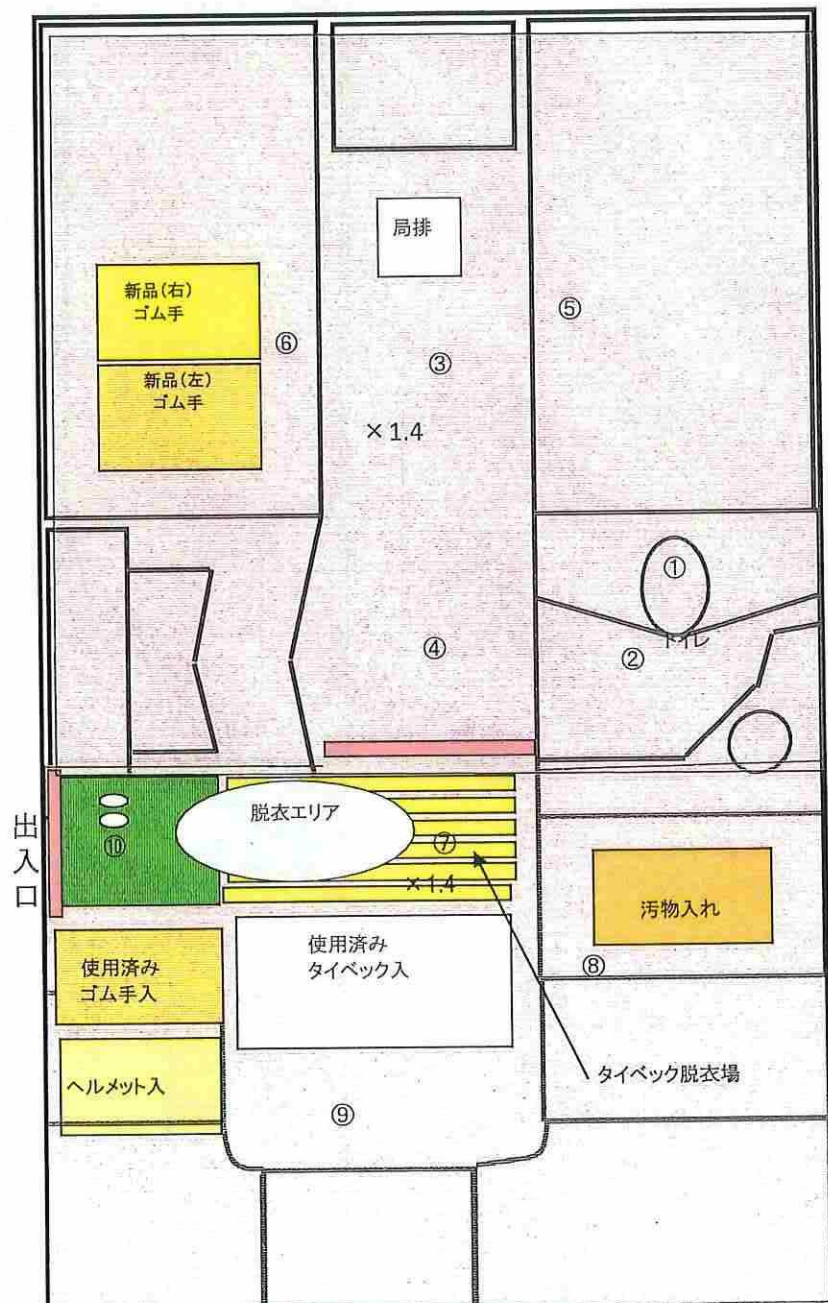 局排
新品(右)
ゴム手
⑥
⑤
③
新品(左)
ゴム手
×1.4
①
④
トイレ
②
出入口
脱衣エリア
⑩
⑦
×1.4
汚物入れ
使用済み
ゴム手入
使用済み
タイベック入
⑧
ヘルメット入
タイベック脱衣場
⑨